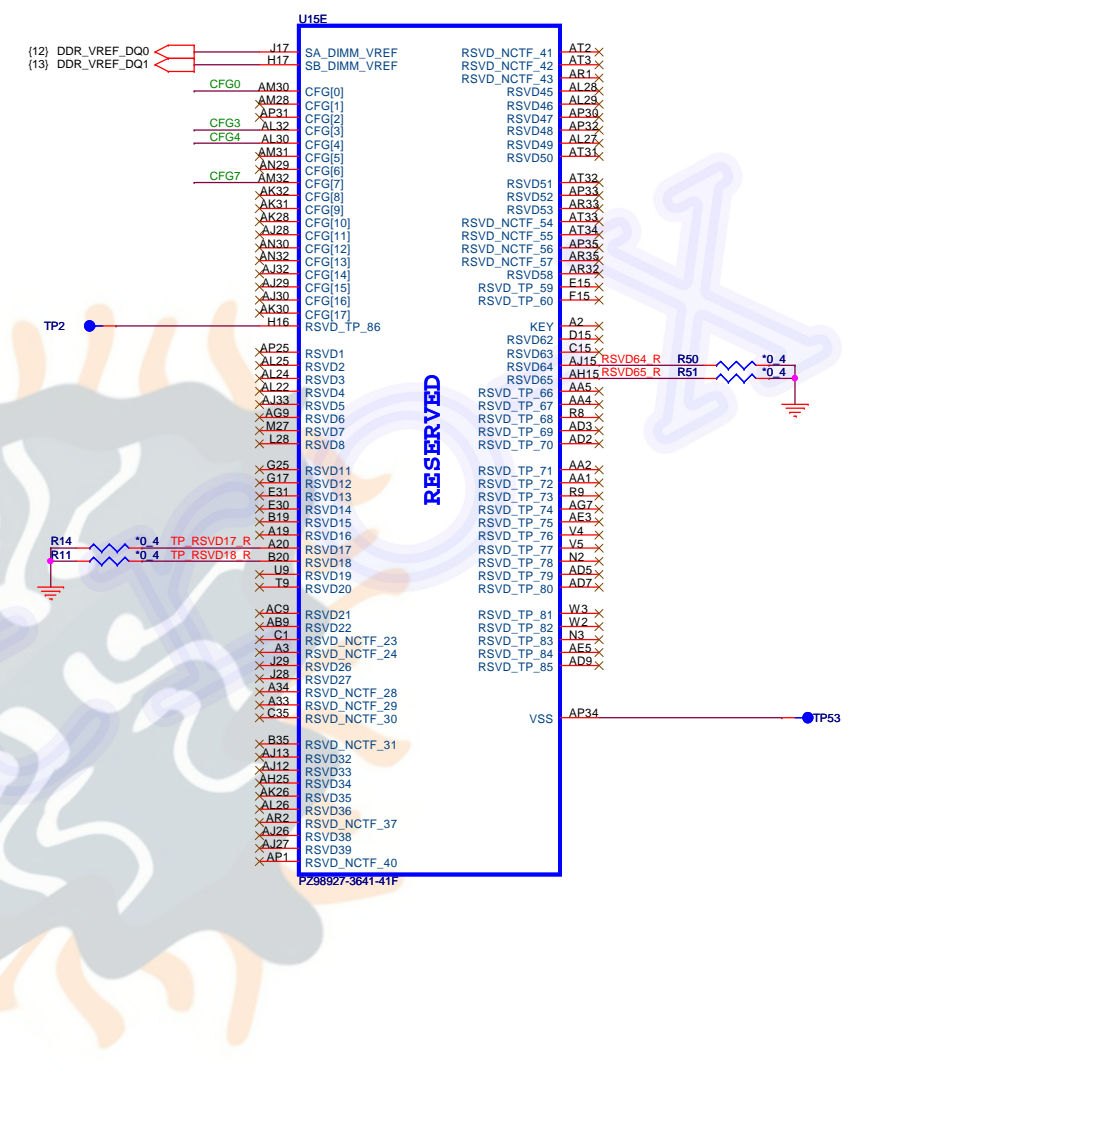 U15E
{12} DDR_VREF_DQ0 J17 SA_DIMM_VREF
{13} DDR_VREF_DQ1 H17 SB_DIMM_VREF
CFG0 AM30 CFG[0]
AM28 CFG[1]
AP31 CFG[2]
CFG3 AL32 CFG[3]
CFG4 AL30 CFG[4]
AM31 CFG[5]
AN29 CFG[6]
CFG7 AM32 CFG[7]
AK32 CFG[8]
AK31 CFG[9]
AK28 CFG[10]
AJ28 CFG[11]
AN30 CFG[12]
AN32 CFG[13]
AJ32 CFG[14]
AJ29 CFG[15]
AJ30 CFG[16]
AK30 CFG[17]
TP2 H16 RSVD_TP_86
AP25 RSVD1
AL25 RSVD2
AL24 RSVD3
AL22 RSVD4
AJ33 RSVD5
AG9 RSVD6
M27 RSVD7
L28 RSVD8
G25 RSVD11
G17 RSVD12
E31 RSVD13
E30 RSVD14
B19 RSVD15
A19 RSVD16
R14 *0_4 TP_RSVD17_R A20 RSVD17
R11 *0_4 TP_RSVD18_R B20 RSVD18
U9 RSVD19
T9 RSVD20
AC9 RSVD21
AB9 RSVD22
C1 RSVD_NCTF_23
A3 RSVD_NCTF_24
J29 RSVD26
J28 RSVD27
A34 RSVD_NCTF_28
A33 RSVD_NCTF_29
C35 RSVD_NCTF_30
B35 RSVD_NCTF_31
AJ13 RSVD32
AJ12 RSVD33
AH25 RSVD34
AK26 RSVD35
AL26 RSVD36
AR2 RSVD_NCTF_37
AJ26 RSVD38
AJ27 RSVD39
AP1 RSVD_NCTF_40
RESERVED
RSVD_NCTF_41 AT2
RSVD_NCTF_42 AT3
RSVD_NCTF_43 AR1
RSVD45 AL28
RSVD46 AL29
RSVD47 AP30
RSVD48 AP32
RSVD49 AL27
RSVD50 AT31
RSVD51 AT32
RSVD52 AP33
RSVD53 AR33
RSVD_NCTF_54 AT33
RSVD_NCTF_55 AT34
RSVD_NCTF_56 AP35
RSVD_NCTF_57 AR35
RSVD58 AR32
RSVD_TP_59 E15
RSVD_TP_60 F15
KEY A2
RSVD62 D15
RSVD63 C15
RSVD64 AJ15 RSVD64_R R50 *0_4
RSVD65 AH15 RSVD65_R R51 *0_4
RSVD_TP_66 AA5
RSVD_TP_67 AA4
RSVD_TP_68 R8
RSVD_TP_69 AD3
RSVD_TP_70 AD2
RSVD_TP_71 AA2
RSVD_TP_72 AA1
RSVD_TP_73 R9
RSVD_TP_74 AG7
RSVD_TP_75 AE3
RSVD_TP_76 V4
RSVD_TP_77 V5
RSVD_TP_78 N2
RSVD_TP_79 AD5
RSVD_TP_80 AD7
RSVD_TP_81 W3
RSVD_TP_82 W2
RSVD_TP_83 N3
RSVD_TP_84 AE5
RSVD_TP_85 AD9
VSS AP34 TP53
PZ98927-3641-41F